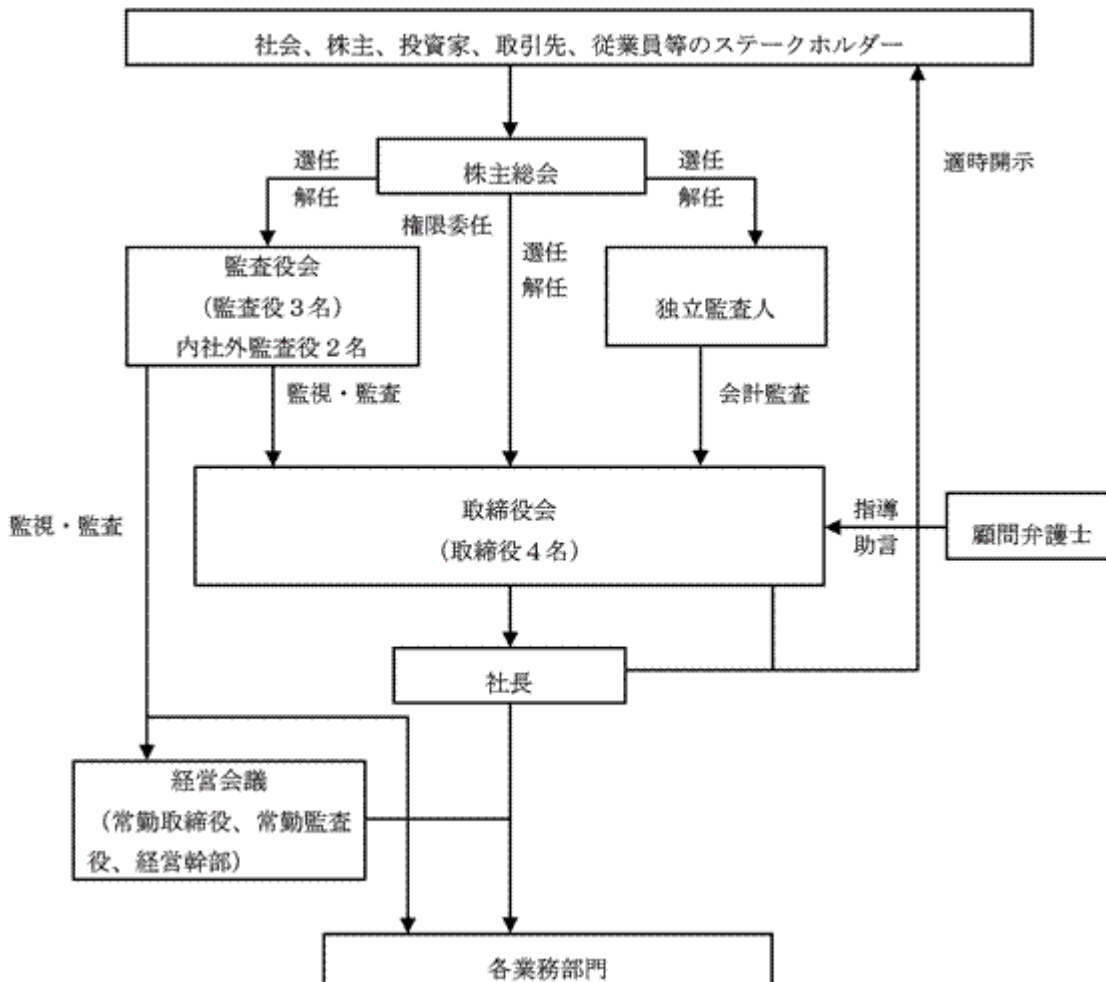 社会、株主、投資家、取引先、従業員等のステークホルダー
選任
解任
株主総会
選任
解任
適時開示
権限委任
選任
解任
監査役会
(監査役3名)
内社外監査役2名
独立監査人
監視・監査
会計監査
監視・監査
取締役会
(取締役4名)
指導
助言
顧問弁護士
社長
経営会議
(常勤取締役、常勤監査
役、経営幹部)
各業務部門